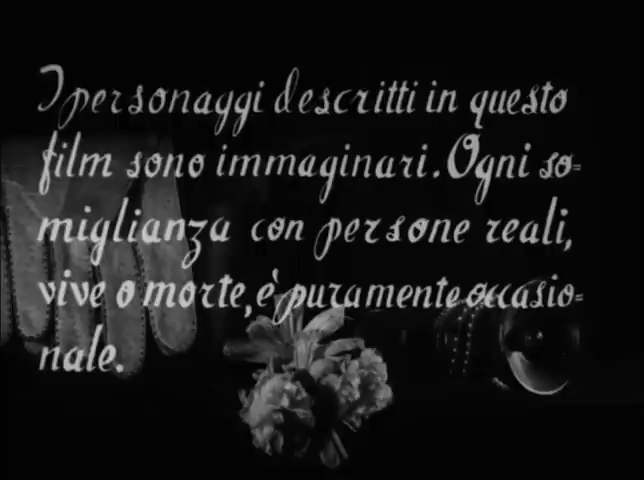 I personaggi descritti in questo
film sono immaginari. Ogni so=
miglianza con persone reali,
vive o morte, è puramente occasio=
nale.